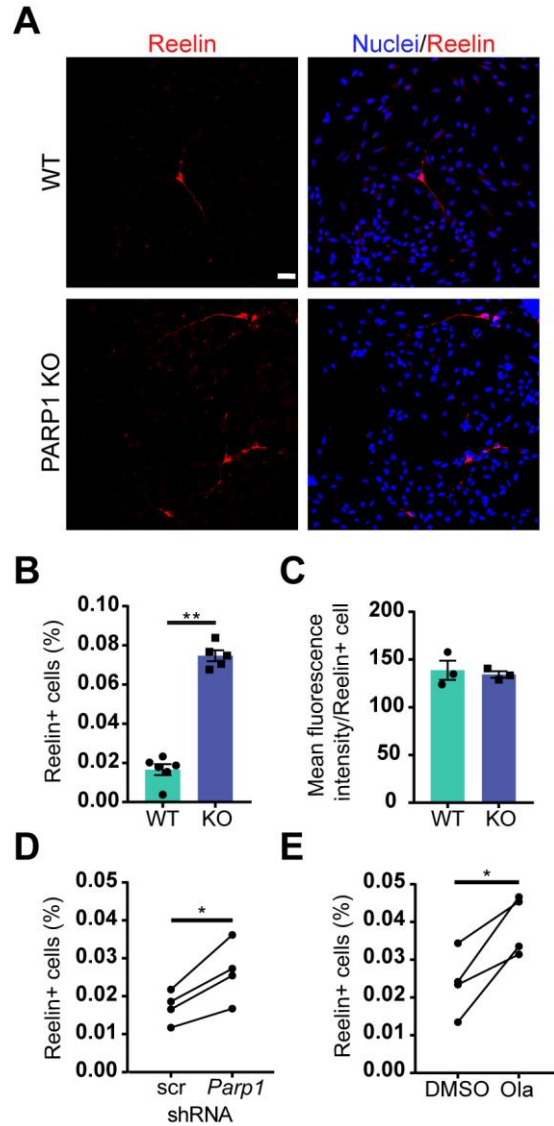 A
Reelin
Nuclei/Reelin
WT
PARP1 KO
B
Reelin+ cells (%)
0.10
0.08
0.06
0.04
0.02
0.00
**
WT
KO
C
Mean fluorescence
intensity/Reelin+ cell
200
150
100
50
0
WT
KO
D
Reelin+ cells (%)
0.05
0.04
0.03
0.02
0.01
0.00
*
scr
Parp1
shRNA
E
Reelin+ cells (%)
0.05
0.04
0.03
0.02
0.01
0.00
*
DMSO
Ola